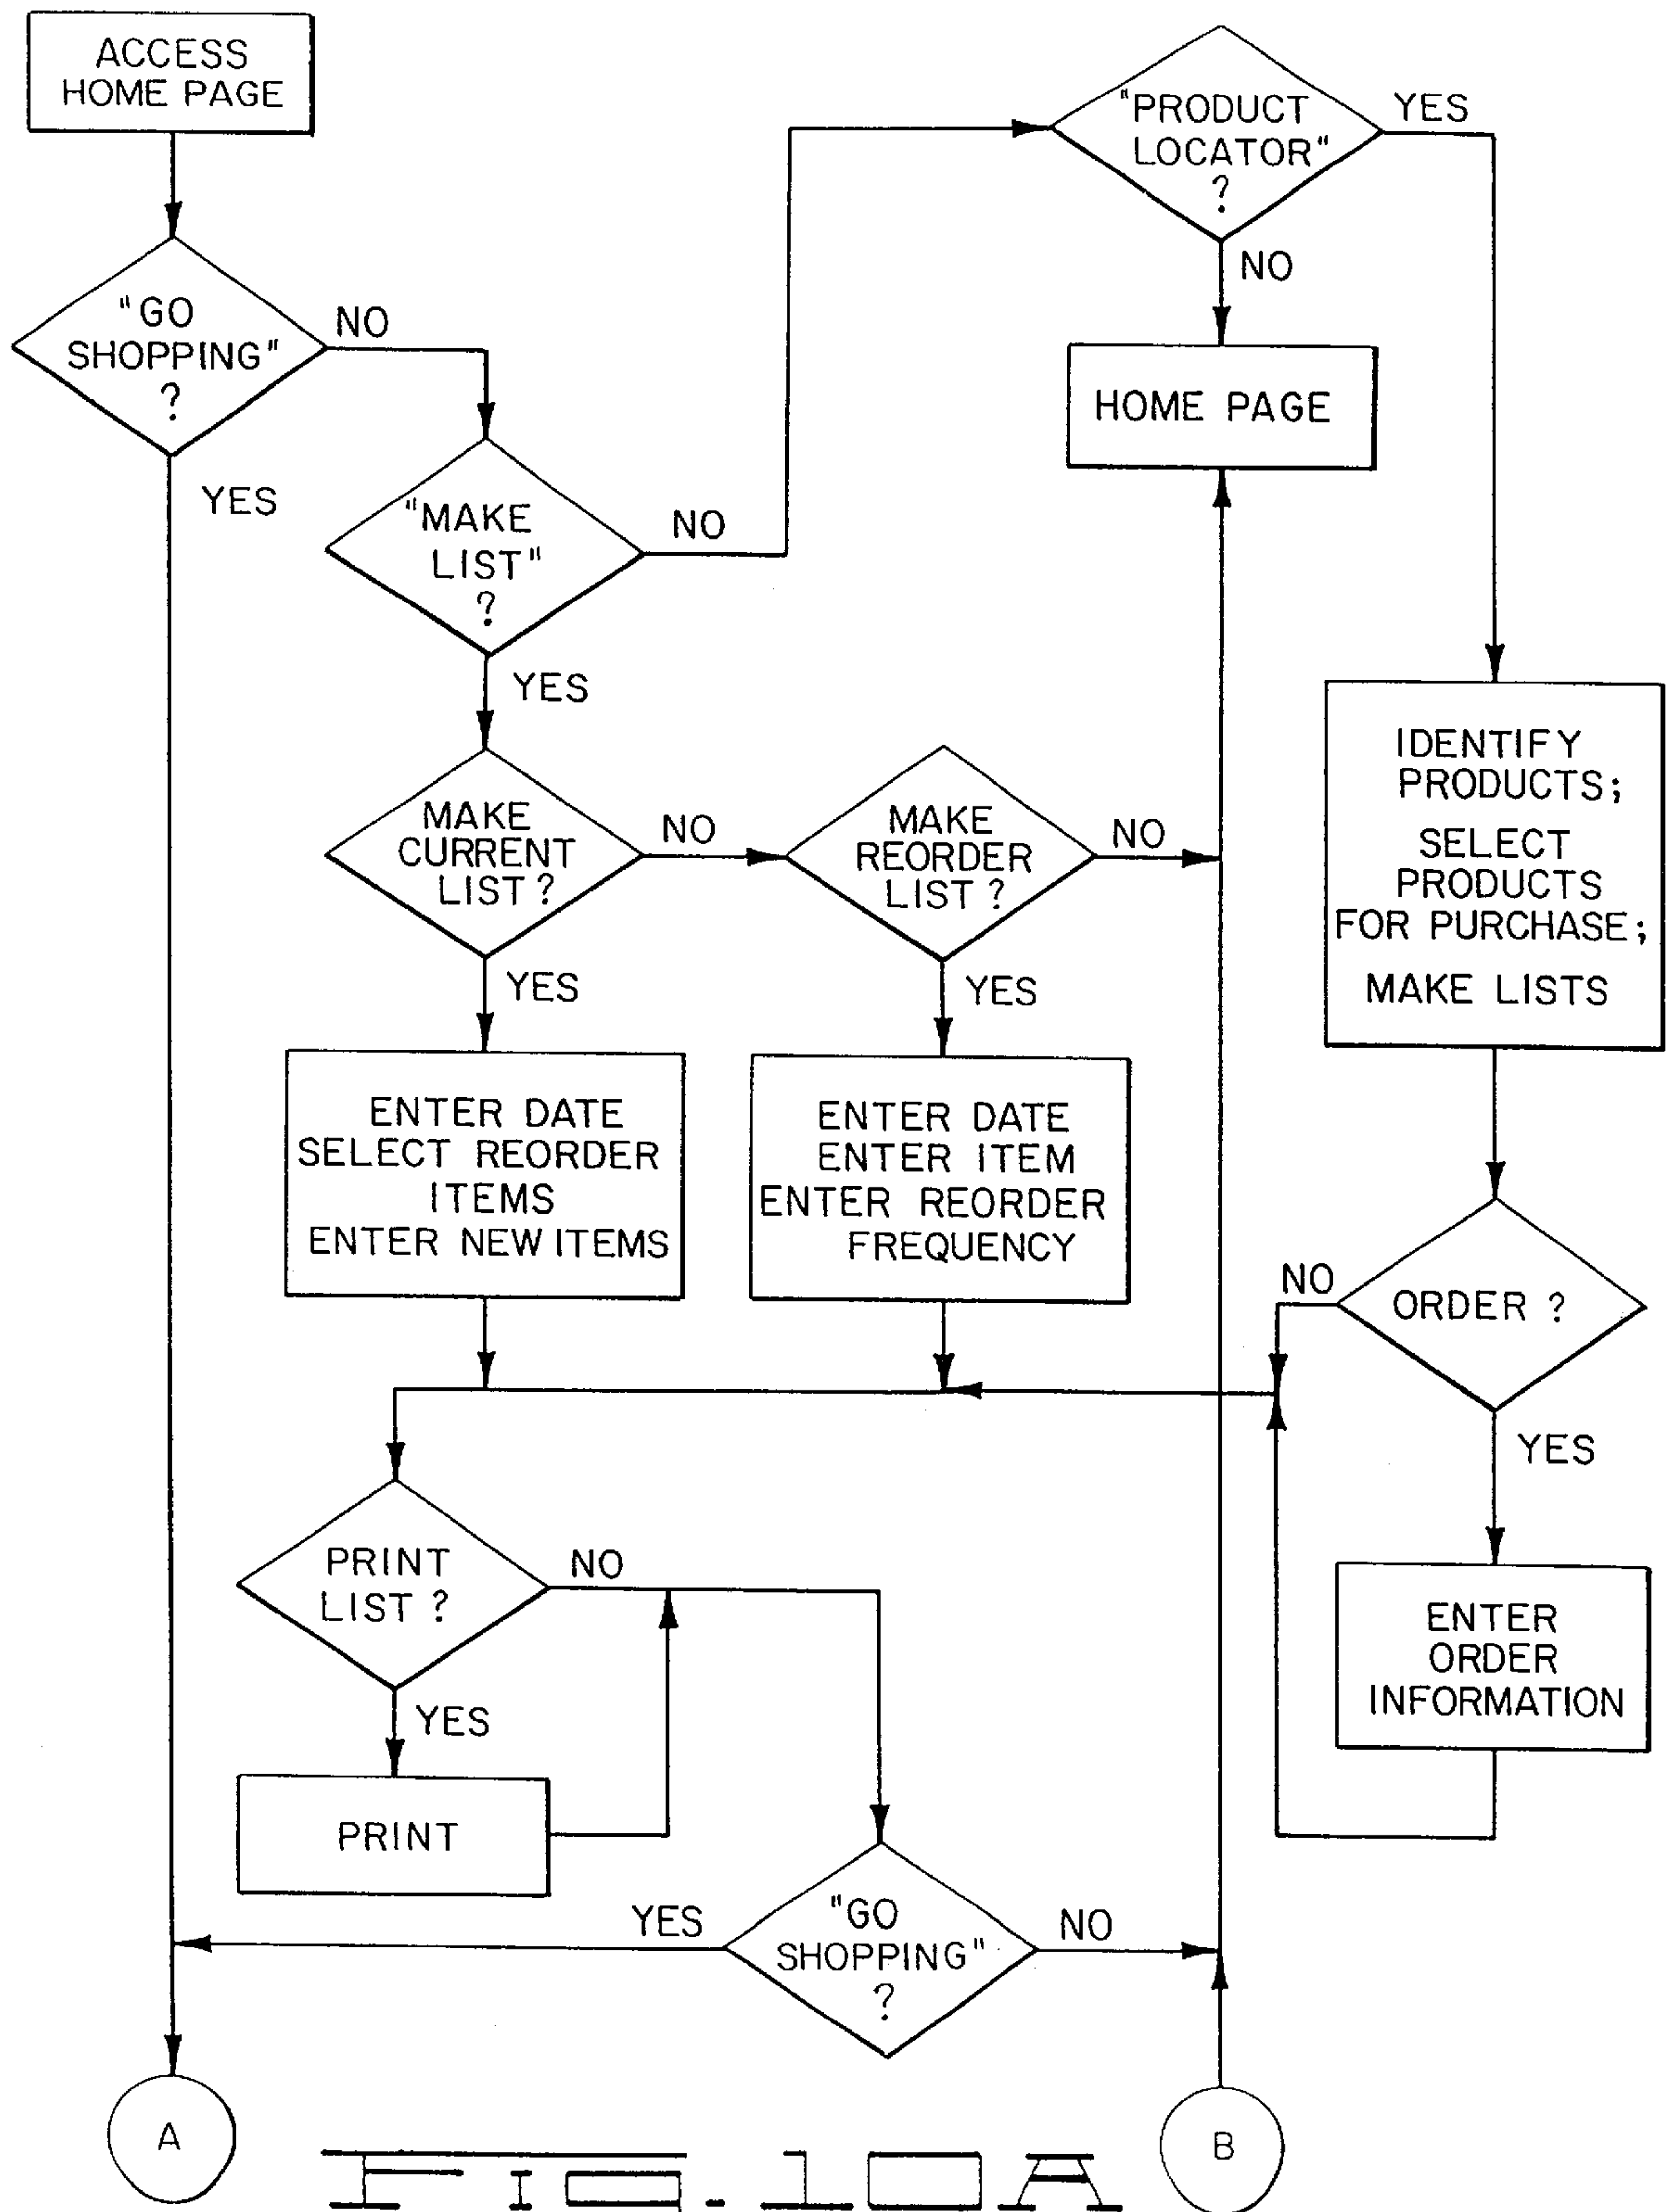 ACCESS
HOME PAGE
"GO
SHOPPING"
?
NO
YES
"MAKE
LIST"
?
NO
YES
"PRODUCT
LOCATOR"
?
YES
NO
HOME PAGE
MAKE
CURRENT
LIST ?
NO
YES
MAKE
REORDER
LIST ?
NO
YES
IDENTIFY
PRODUCTS;
SELECT
PRODUCTS
FOR PURCHASE;
MAKE LISTS
ENTER DATE
SELECT REORDER
ITEMS
ENTER NEW ITEMS
ENTER DATE
ENTER ITEM
ENTER REORDER
FREQUENCY
ORDER ?
NO
YES
ENTER
ORDER
INFORMATION
PRINT
LIST ?
NO
YES
PRINT
"GO
SHOPPING"
?
YES
NO
A
B
FIG. 10A